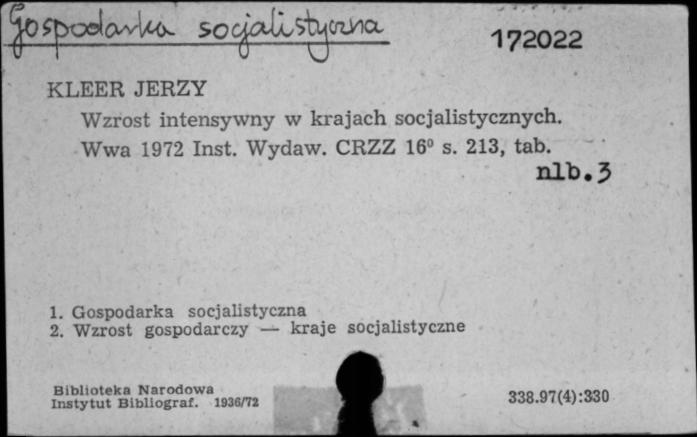 Gospodarka socjalistyczna
172022
KLEER JERZY
Wzrost intensywny w krajach socjalistycznych.
Wwa 1972 Inst. Wydaw. CRZZ 16⁰ s. 213, tab.
nlb.3
1. Gospodarka socjalistyczna
2. Wzrost gospodarczy — kraje socjalistyczne
Biblioteka Narodowa
Instytut Bibliograf. 1936/72
338.97(4):330